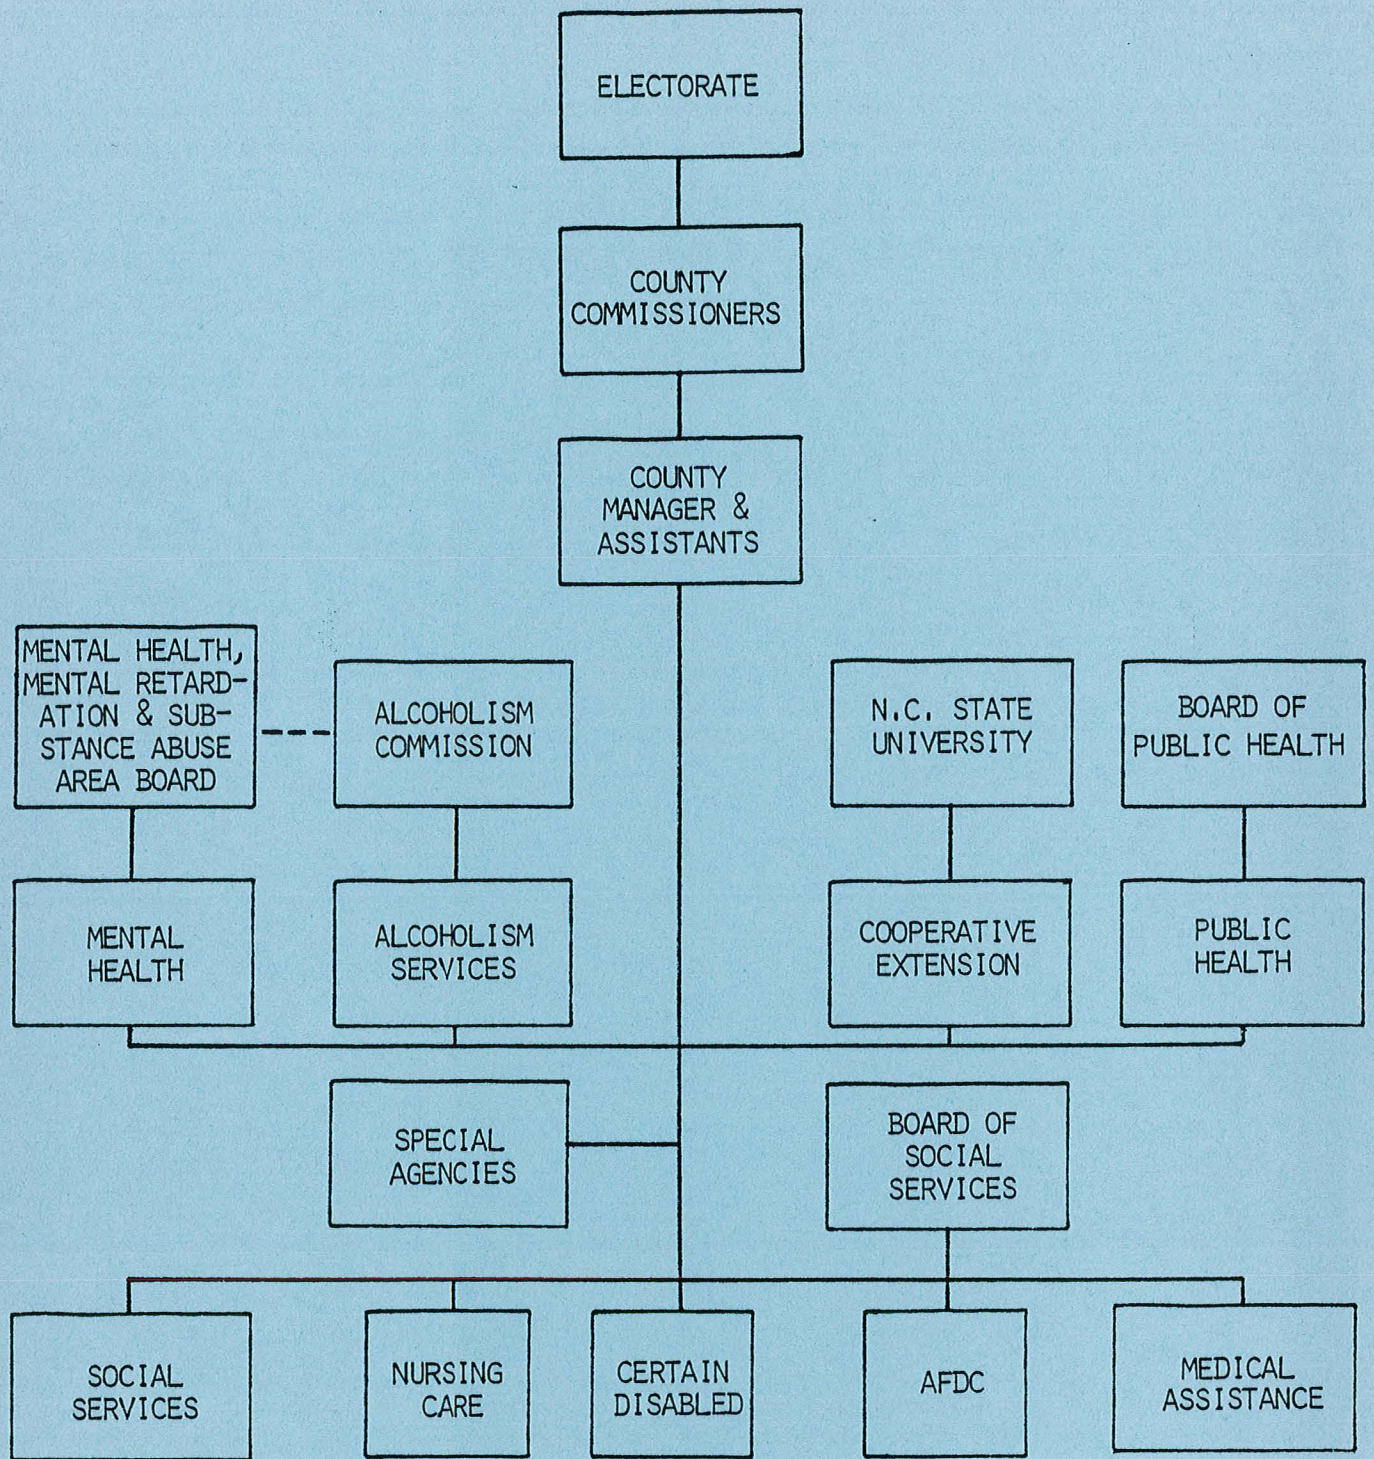 ELECTORATE
COUNTY
COMMISSIONERS
COUNTY
MANAGER &
ASSISTANTS
MENTAL HEALTH,
MENTAL RETARD-
ATION & SUB-
STANCE ABUSE
AREA BOARD
ALCOHOLISM
COMMISSION
N.C. STATE
UNIVERSITY
BOARD OF
PUBLIC HEALTH
MENTAL
HEALTH
ALCOHOLISM
SERVICES
COOPERATIVE
EXTENSION
PUBLIC
HEALTH
SPECIAL
AGENCIES
BOARD OF
SOCIAL
SERVICES
SOCIAL
SERVICES
NURSING
CARE
CERTAIN
DISABLED
AFDC
MEDICAL
ASSISTANCE